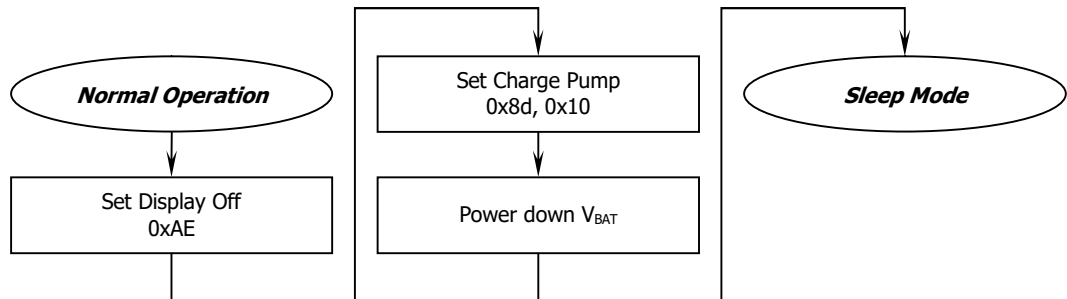 Normal Operation
Set Display Off
0xAE
Set Charge Pump
0x8d, 0x10
Power down VBAT
Sleep Mode